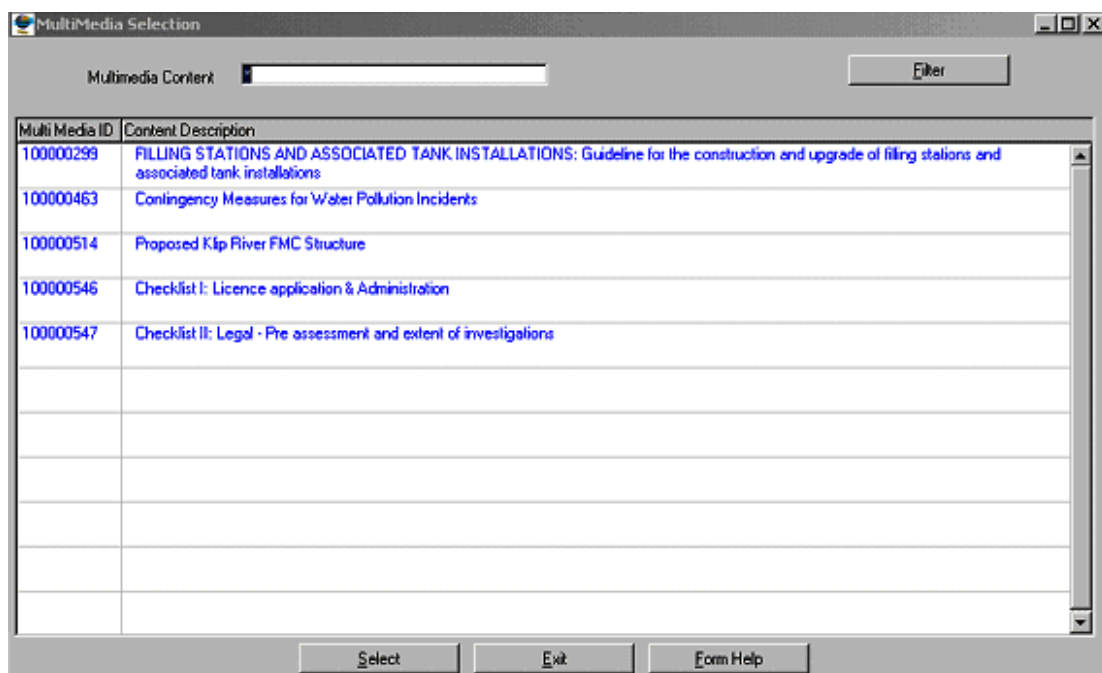 MultiMedia Selection
Multimedia Content *
Filter
Multi Media ID Content Description
100000299 FILLING STATIONS AND ASSOCIATED TANK INSTALLATIONS: Guideline for the construction and upgrade of filling stations and
associated tank installations
100000463 Contingency Measures for Water Pollution Incidents
100000514 Proposed Klip River FMC Structure
100000546 Checklist I: Licence application & Administration
100000547 Checklist II: Legal - Pre assessment and extent of investigations
Select Exit Form Help